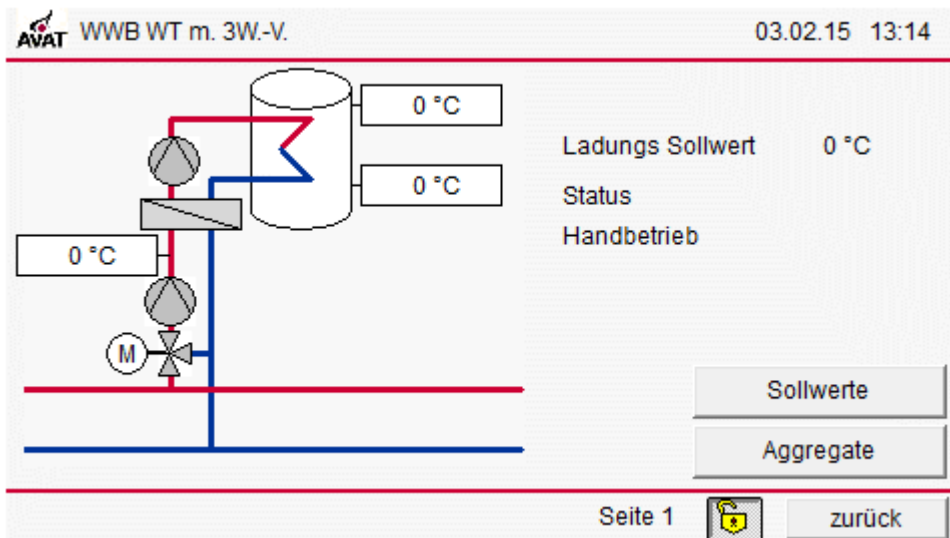 AVAT WWB WT m. 3W.-V. 03.02.15 13:14
0 °C
0 °C
0 °C
M
Ladungs Sollwert 0 °C
Status
Handbetrieb
Sollwerte
Aggregate
Seite 1 zurück